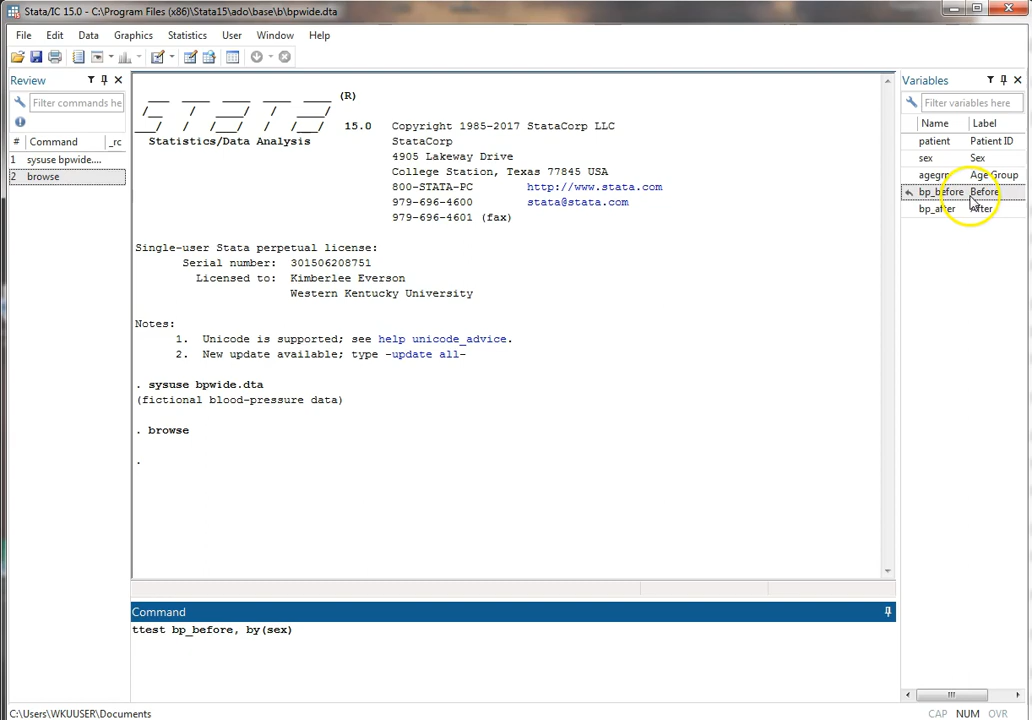 Stata/IC 15.0 - C:\Program Files (x86)\Stata15\ado\base\b\bpwide.dta
File Edit Data Graphics Statistics User Window Help
Review
Filter commands he
# Command _rc
1 sysuse bpwide....
2 browse
(R)
STATA
15.0 Copyright 1985-2017 StataCorp LLC
Statistics/Data Analysis StataCorp
4905 Lakeway Drive
College Station, Texas 77845 USA
800-STATA-PC http://www.stata.com
979-696-4600 stata@stata.com
979-696-4601 (fax)
Single-user Stata perpetual license:
Serial number: 301506208751
Licensed to: Kimberlee Everson
Western Kentucky University
Notes:
1. Unicode is supported; see help unicode_advice.
2. New update available; type -update all-
. sysuse bpwide.dta
(fictional blood-pressure data)
. browse
.
Command
ttest bp_before, by(sex)
Variables
Filter variables here
Name Label
patient Patient ID
sex Sex
agegrp Age Group
bp_before Before
bp_after After
C:\Users\WKUUSER\Documents
CAP NUM OVR